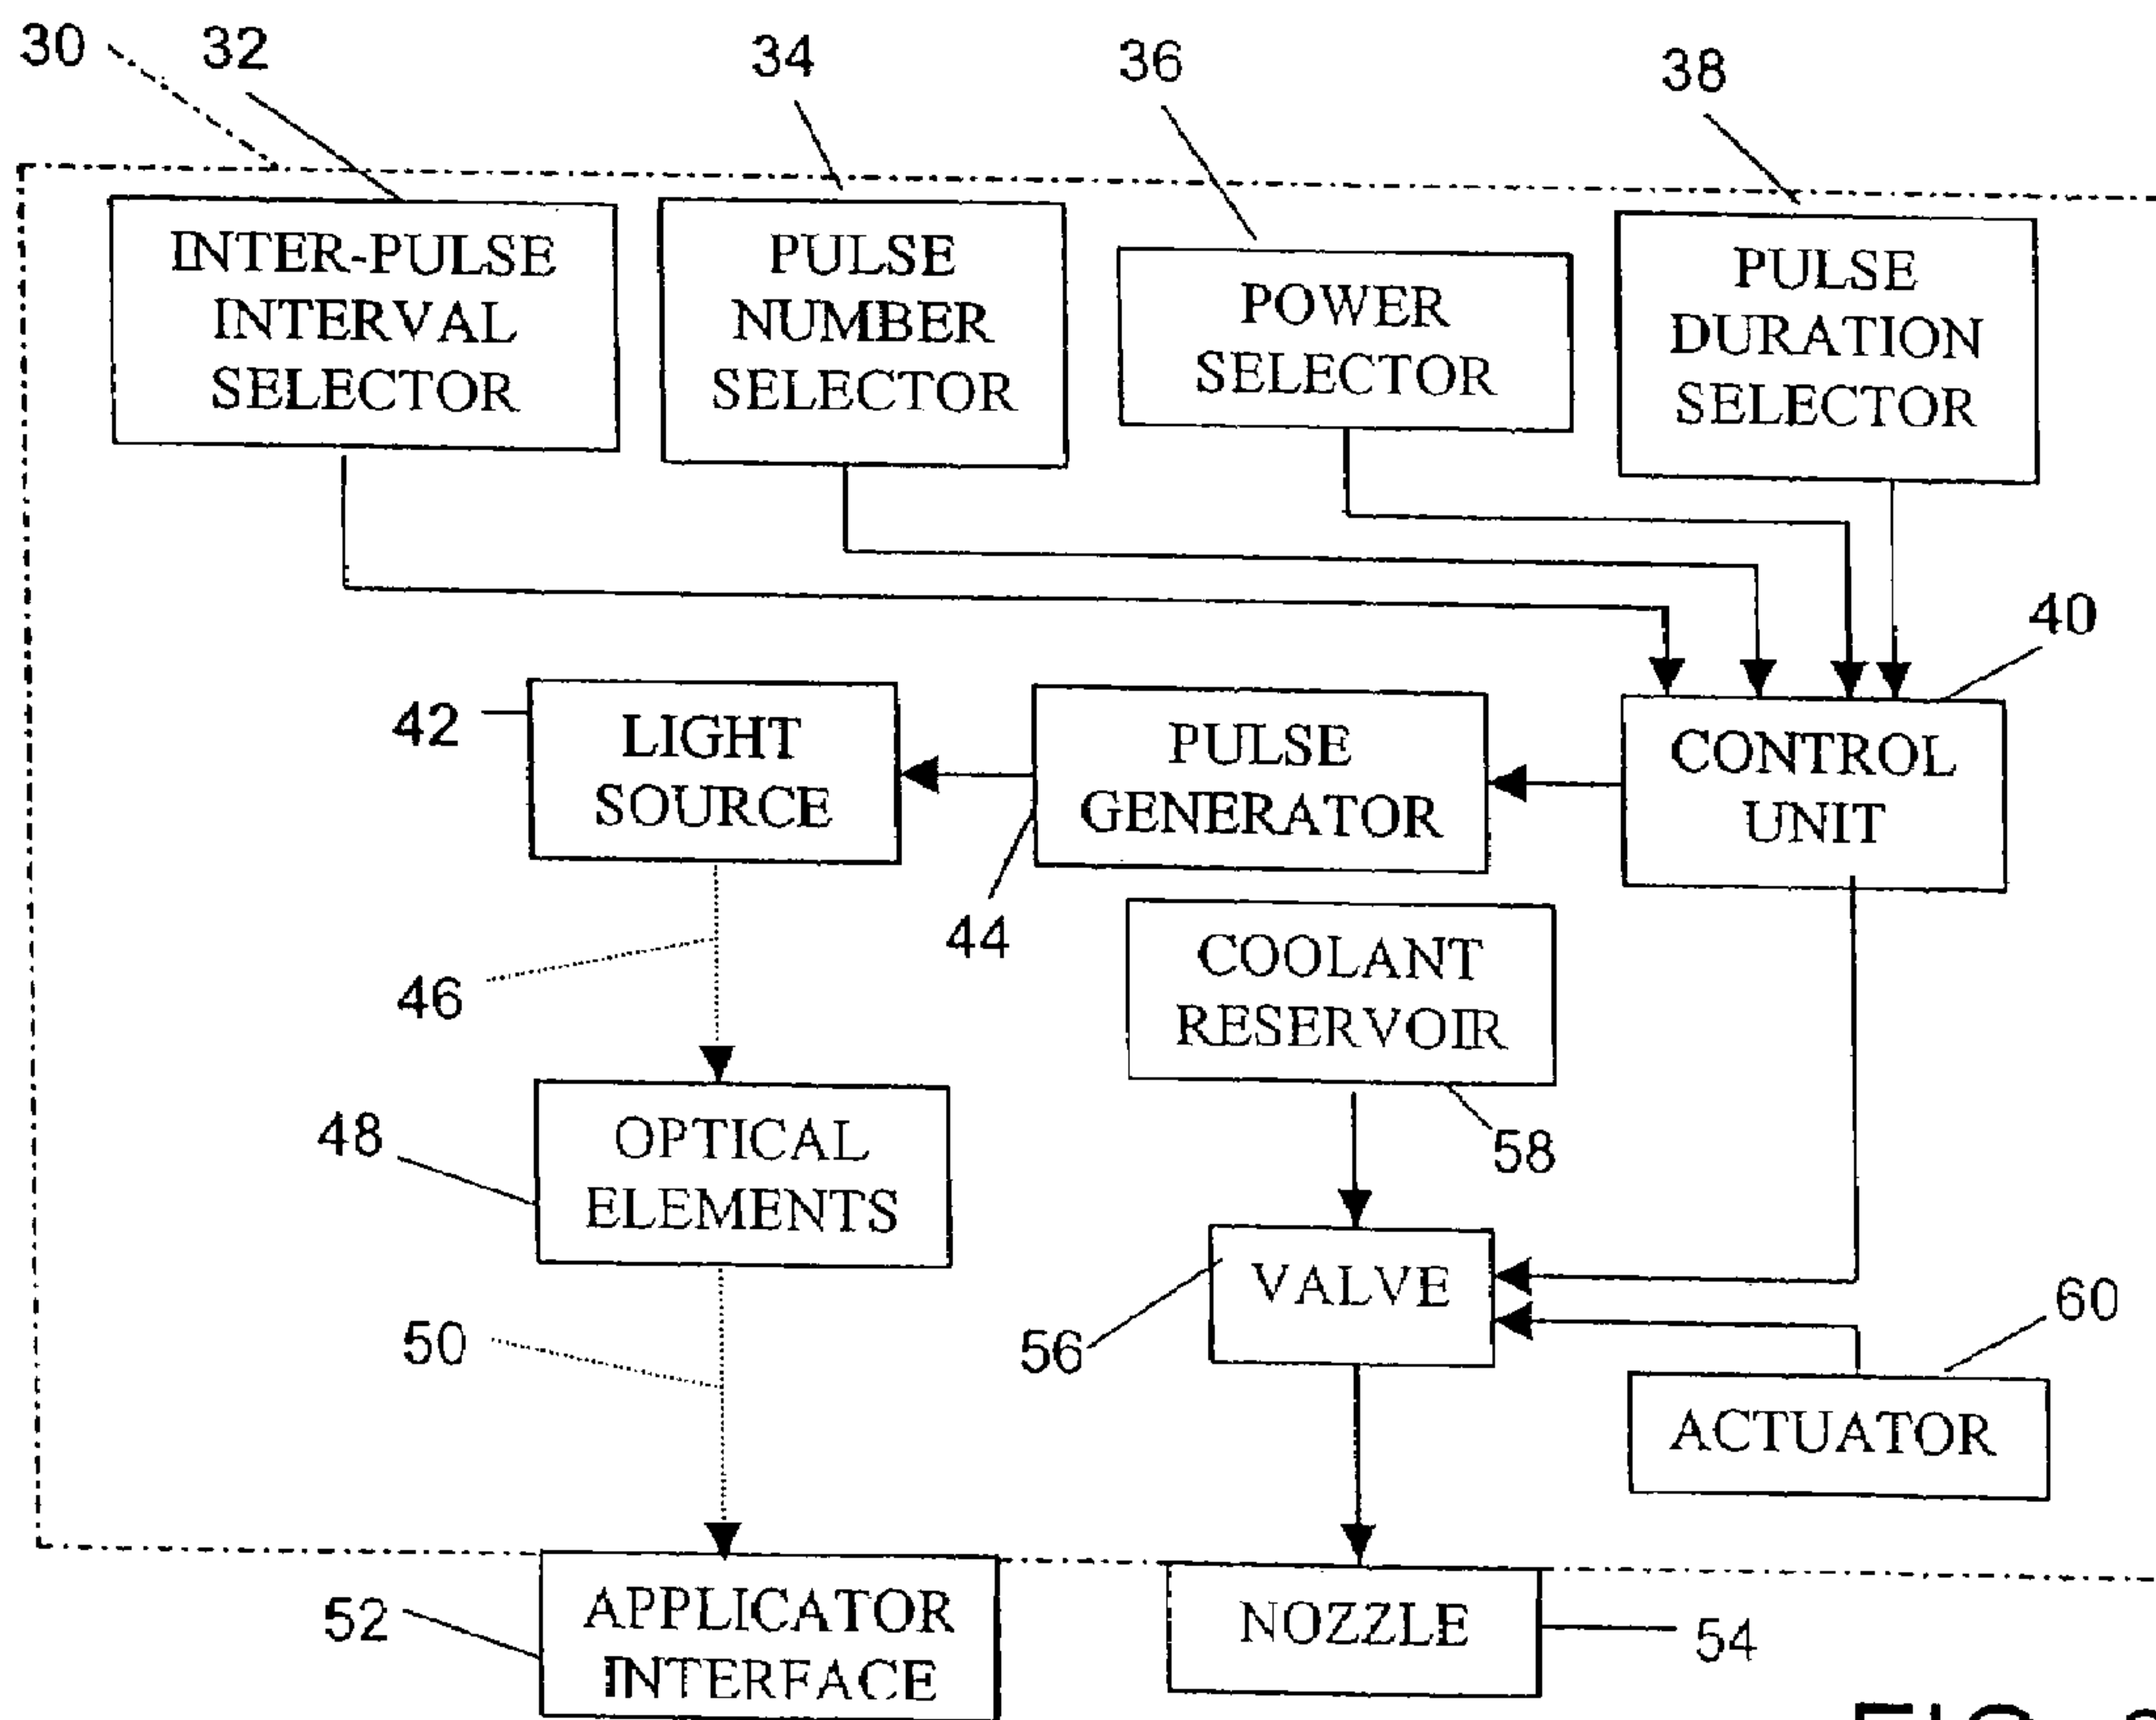 30
32
34
36
38
INTER-PULSE
INTERVAL
SELECTOR
PULSE
NUMBER
SELECTOR
POWER
SELECTOR
PULSE
DURATION
SELECTOR
40
42
LIGHT
SOURCE
PULSE
GENERATOR
CONTROL
UNIT
44
46
COOLANT
RESERVOIR
48
OPTICAL
ELEMENTS
58
50
56
VALVE
60
ACTUATOR
52
APPLICATOR
INTERFACE
NOZZLE
54